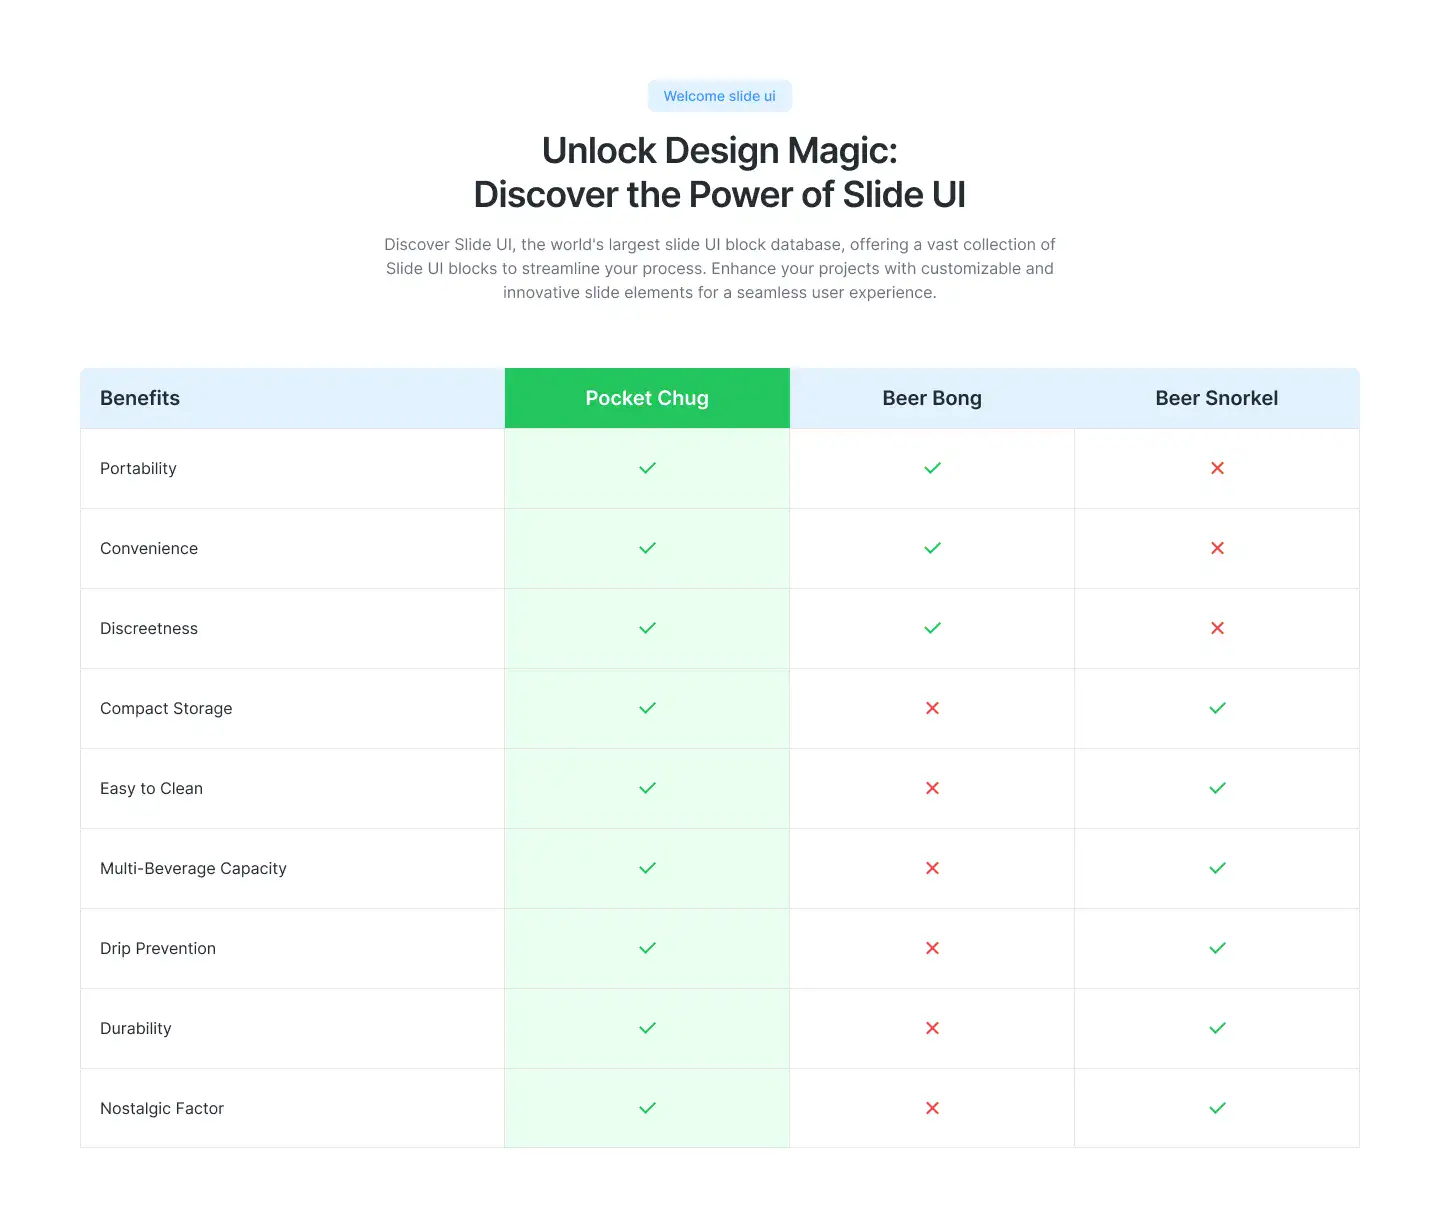 Welcome slide ui
Unlock Design Magic:
Discover the Power of Slide UI
Discover Slide UI, the world's largest slide UI block database, offering a vast collection of
Slide UI blocks to streamline your process. Enhance your projects with customizable and
innovative slide elements for a seamless user experience.
Benefits Pocket Chug Beer Bong Beer Snorkel
Portability
Convenience
Discreetness
Compact Storage
Easy to Clean
Multi-Beverage Capacity
Drip Prevention
Durability
Nostalgic Factor